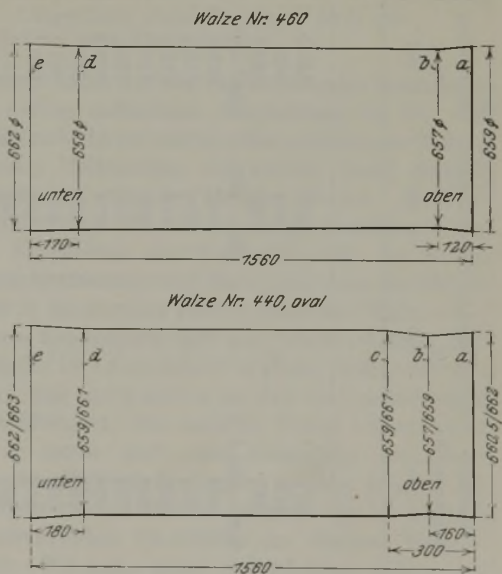 Walze Nr. 460
e
d
b
a
662 φ
658 φ
657 φ
659 φ
unten
oben
170
120
1560
Walze Nr. 440, oval
e
d
c
b
a
662/663
659/661
659/661
657/659
660,5/662
unten
oben
180
160
300
1560